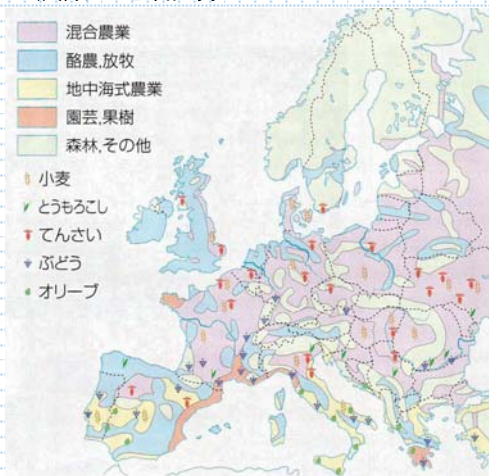 混合農業
酪農,放牧
地中海式農業
園芸,果樹
森林,その他
小麦
とうもろこし
てんさい
ぶどう
オリーブ